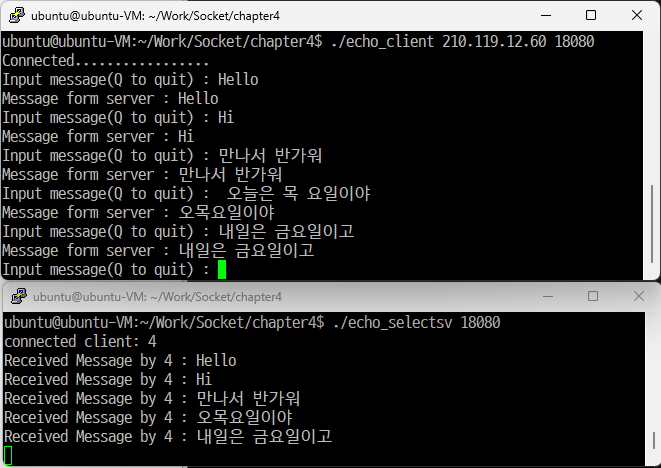 ubuntu@ubuntu-VM: ~/Work/Socket/chapter4
ubuntu@ubuntu-VM:~/Work/Socket/chapter4$ ./echo_client 210.119.12.60 18080
Connected.................
Input message(Q to quit) : Hello
Message form server : Hello
Input message(Q to quit) : Hi
Message form server : Hi
Input message(Q to quit) : 만나서 반가워
Message form server : 만나서 반가워
Input message(Q to quit) :  오늘은 목 요일이야
Message form server : 오목요일이야
Input message(Q to quit) : 내일은 금요일이고
Message form server : 내일은 금요일이고
Input message(Q to quit) :
ubuntu@ubuntu-VM: ~/Work/Socket/chapter4
ubuntu@ubuntu-VM:~/Work/Socket/chapter4$ ./echo_selectsv 18080
connected client: 4
Received Message by 4 : Hello
Received Message by 4 : Hi
Received Message by 4 : 만나서 반가워
Received Message by 4 : 오목요일이야
Received Message by 4 : 내일은 금요일이고